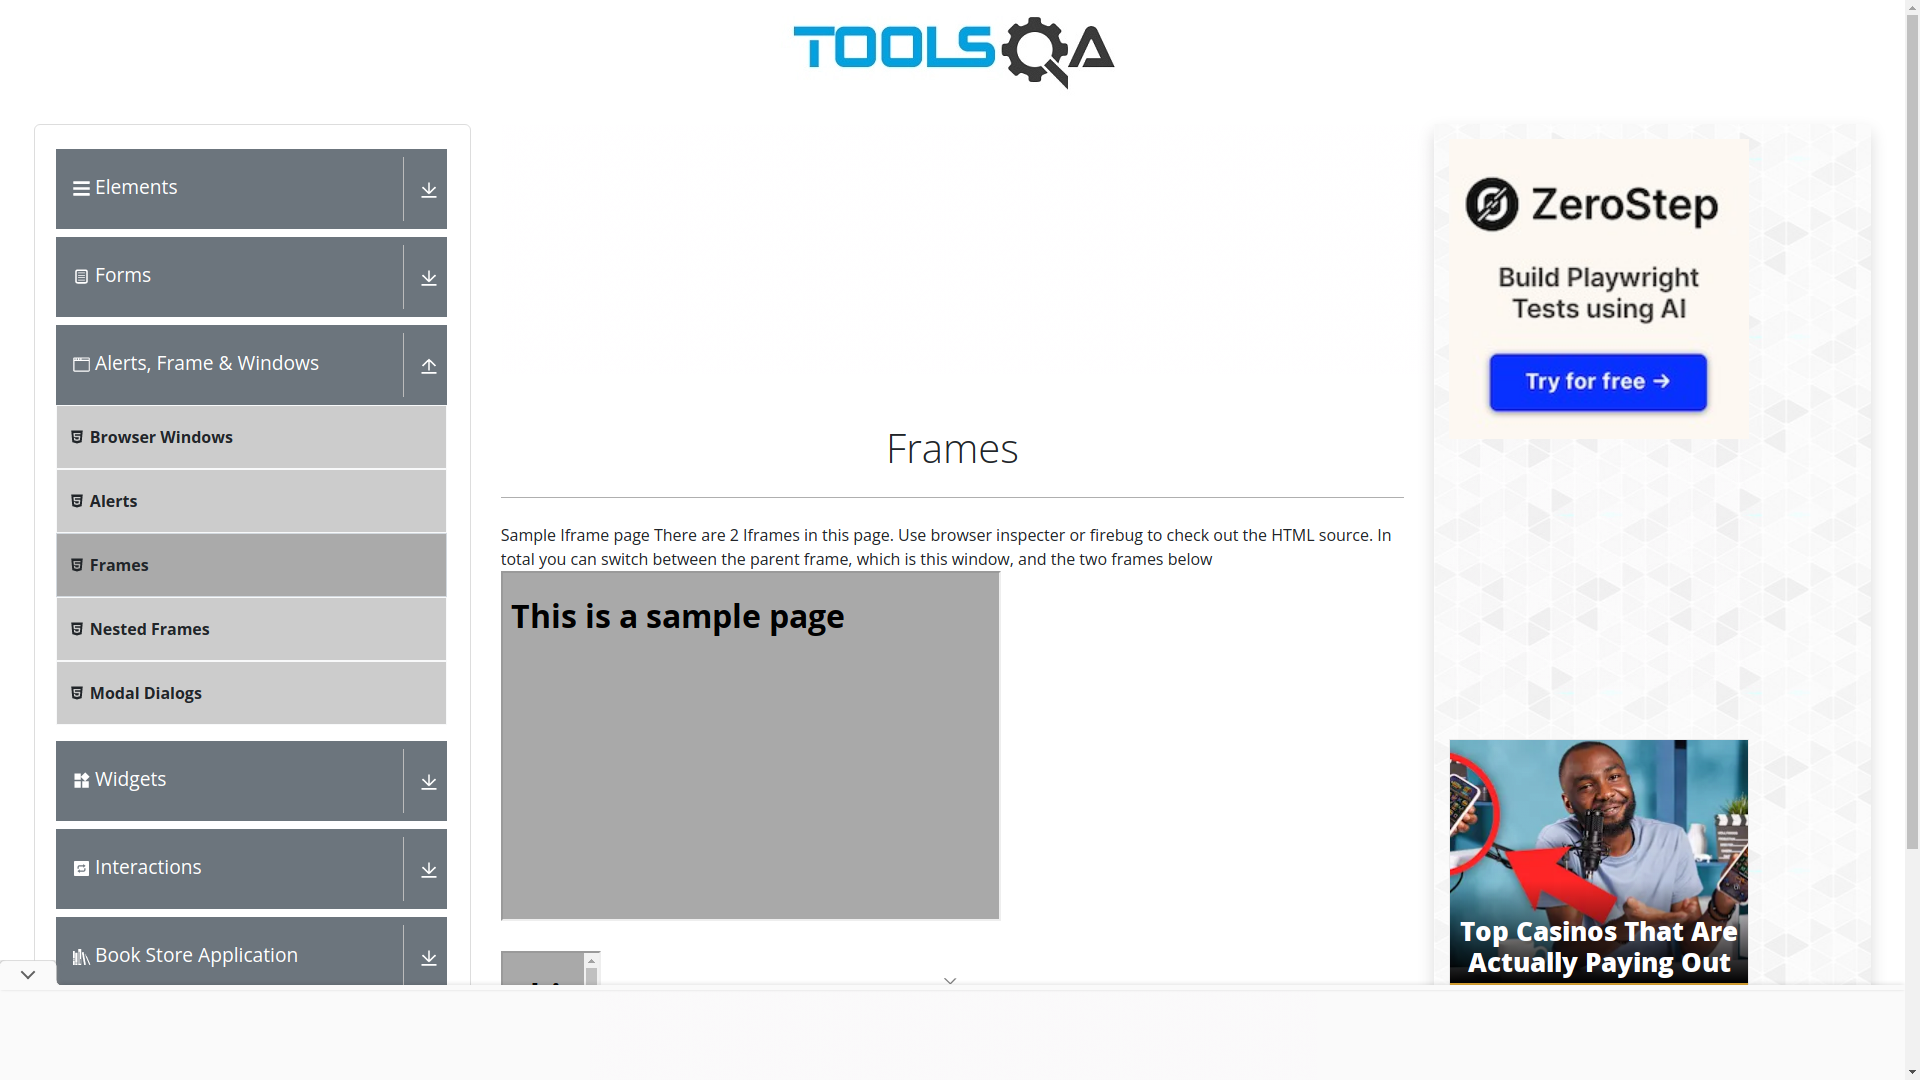 TOOLSQA
Elements
Forms
Alerts, Frame & Windows
Browser Windows
Alerts
Frames
Nested Frames
Modal Dialogs
Widgets
Interactions
Book Store Application
Frames
Sample Iframe page There are 2 Iframes in this page. Use browser inspecter or firebug to check out the HTML source. In
total you can switch between the parent frame, which is this window, and the two frames below
This is a sample page
ZeroStep
Build Playwright
Tests using AI
Try for free →
Top Casinos That Are
Actually Paying Out